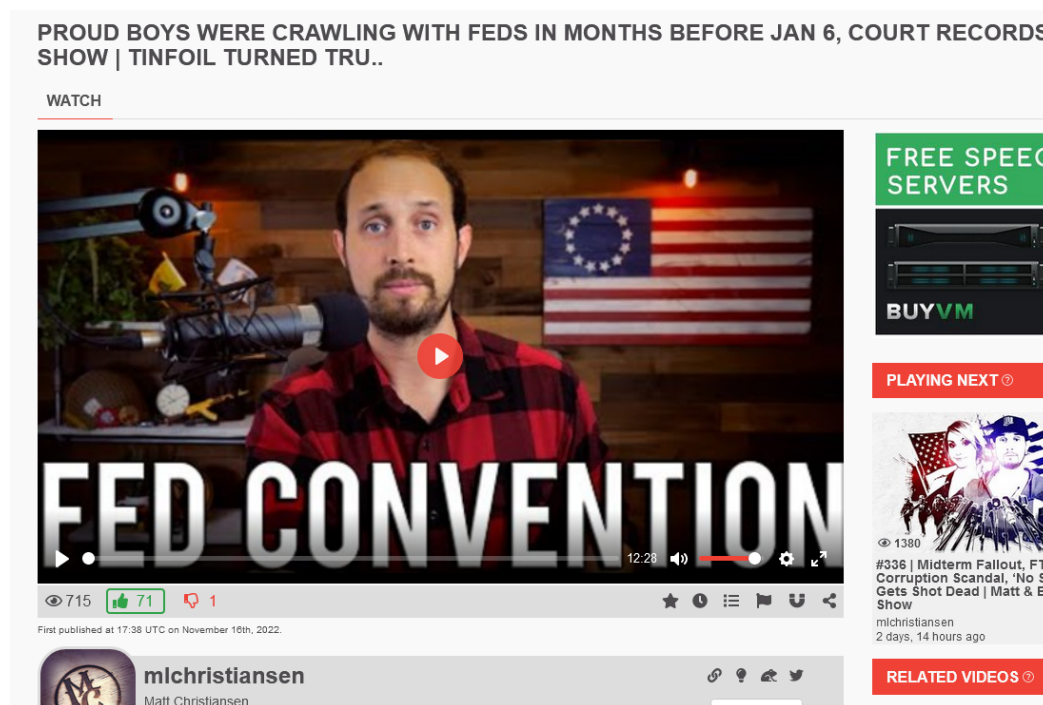 PROUD BOYS WERE CRAWLING WITH FEDS IN MONTHS BEFORE JAN 6, COURT RECORDS
SHOW | TINFOIL TURNED TRU..
WATCH
FED CONVENTION
12:28
715
71
1
First published at 17:38 UTC on November 16th, 2022.
mlchristiansen
Matt Christiansen
FREE SPEEC
SERVERS
BUYVM
PLAYING NEXT
1380
#336 | Midterm Fallout, FT
Corruption Scandal, ‘No S
Gets Shot Dead | Matt & B
Show
mlchristiansen
2 days, 14 hours ago
RELATED VIDEOS